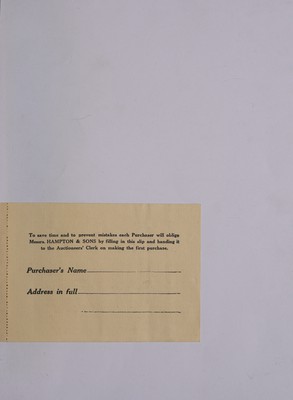 To save time and to prevent mistakes each Purchaser will oblige
Messrs. HAMPTON & SONS by filling in this slip and handing it
to the Auctioneers' Clerk on making the first purchase.
Purchaser's Name
Address in full